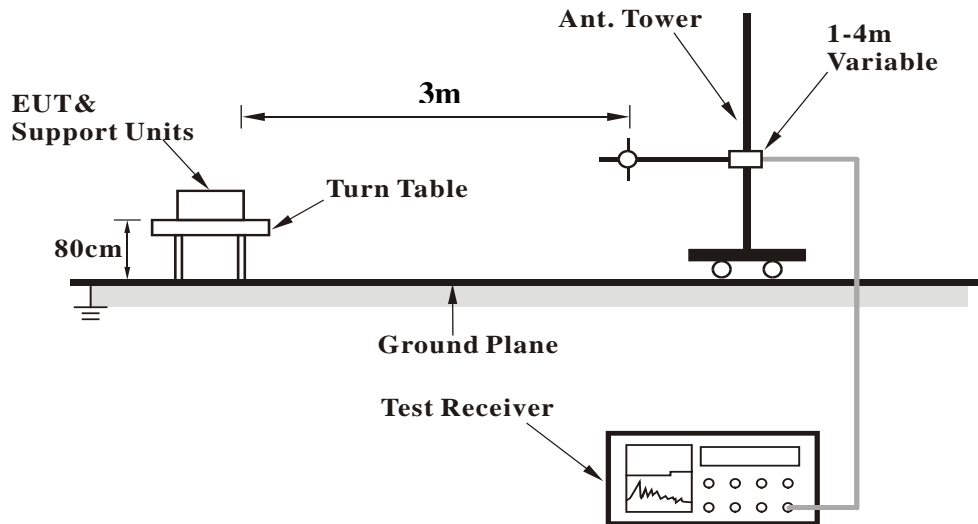 Ant. Tower
1-4m
Variable
3m
EUT&
Support Units
Turn Table
80cm
Ground Plane
Test Receiver